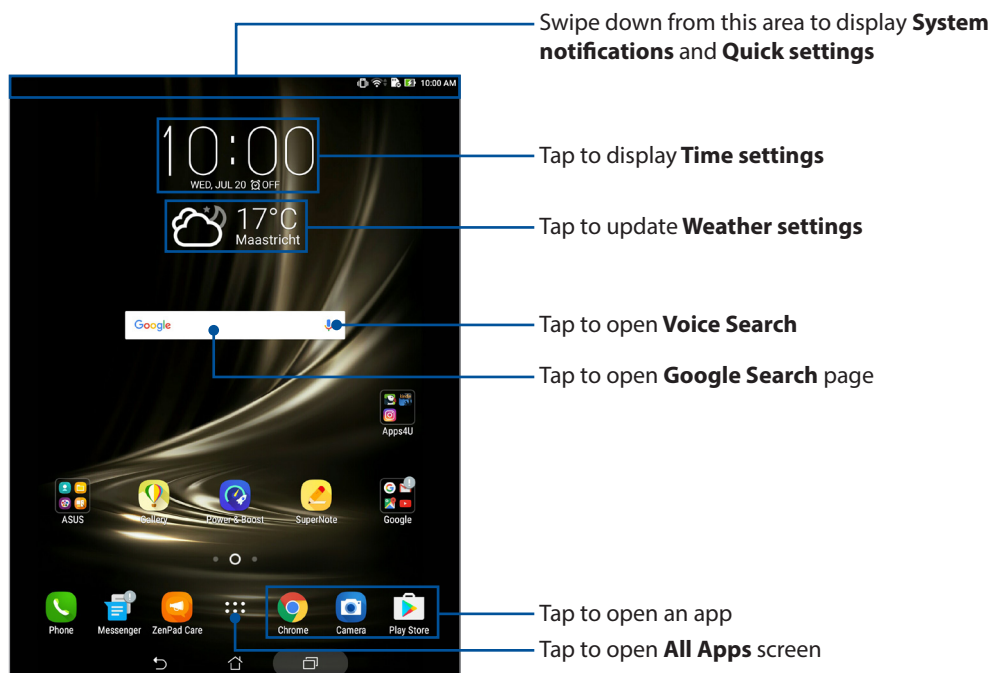 Swipe down from this area to display System
notifications and Quick settings
10:00 AM
10:00
WED, JUL 20 OFF
Tap to display Time settings
17°C
Maastricht
Tap to update Weather settings
Google
Tap to open Voice Search
Tap to open Google Search page
Apps4U
ASUS Gallery Power & Boost SuperNote Google
Phone Messenger ZenPad Care Chrome Camera Play Store
Tap to open an app
Tap to open All Apps screen